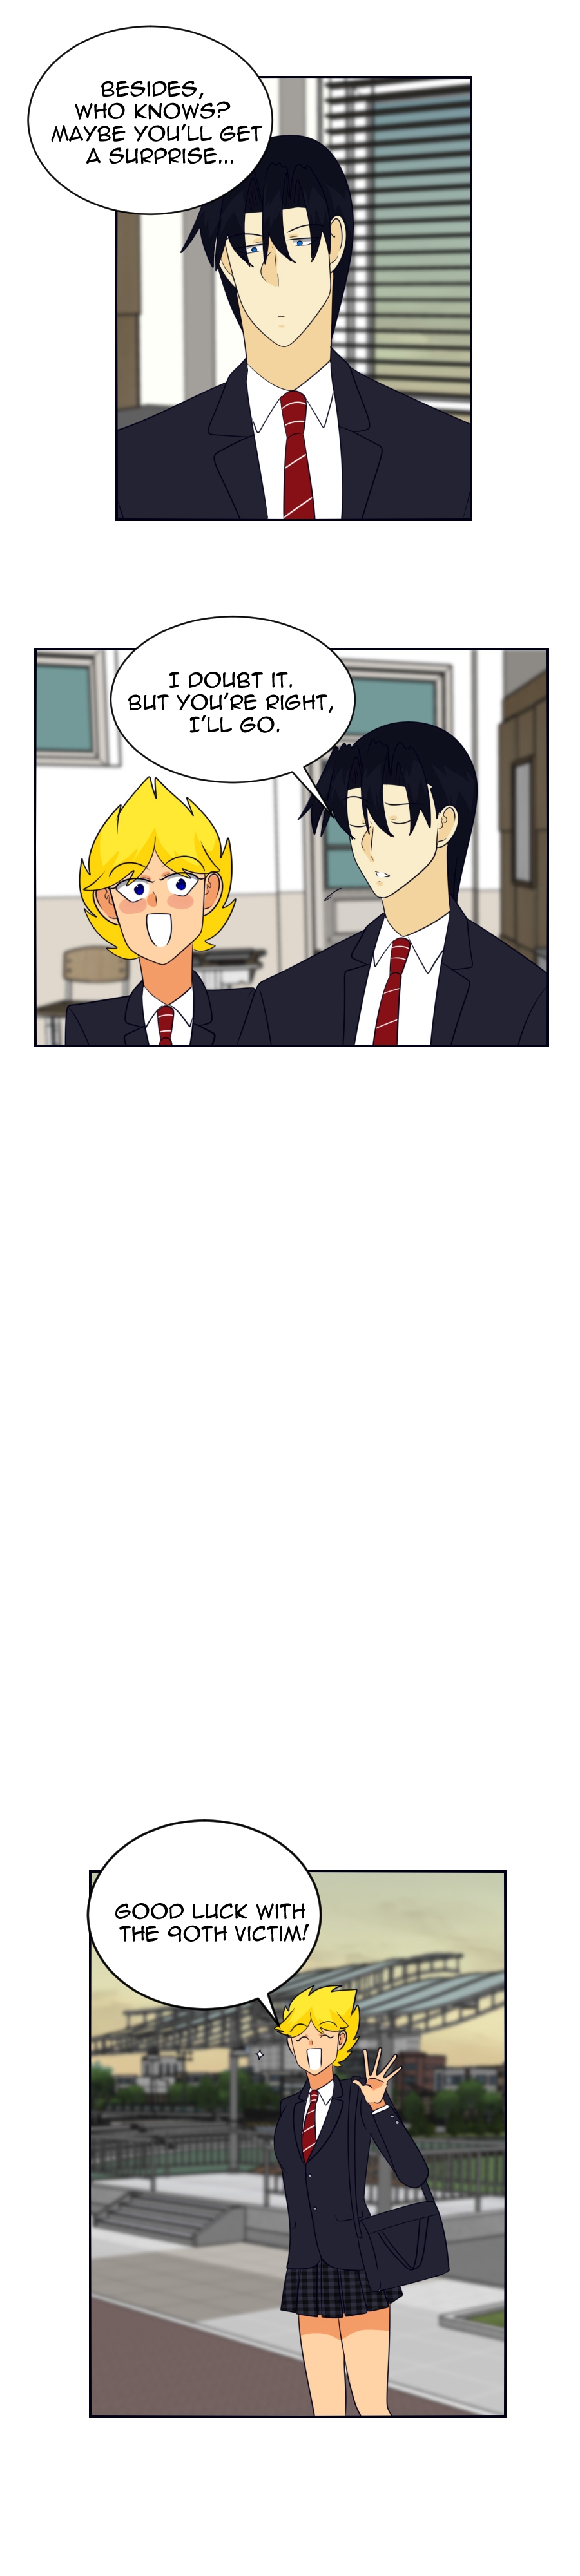 BESIDES,
WHO KNOWS?
MAYBE YOU'LL GET
A SURPRISE...
I DOUBT IT.
BUT YOU'RE RIGHT,
I'LL GO.
GOOD LUCK WITH
THE 90TH VICTIM!